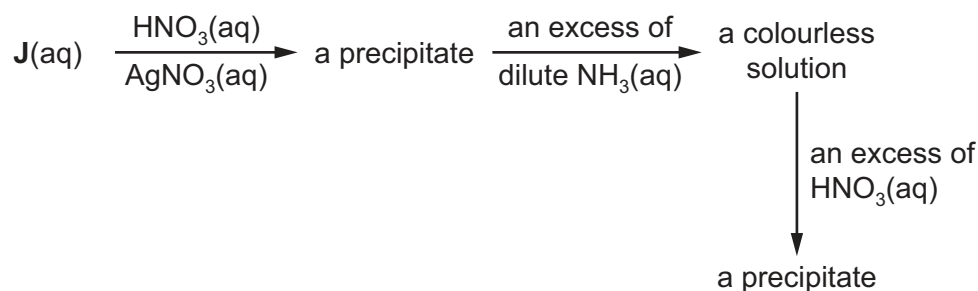 J(aq)
HNO₃(aq)
AgNO₃(aq)
a precipitate
an excess of
dilute NH₃(aq)
a colourless
solution
an excess of
HNO₃(aq)
a precipitate